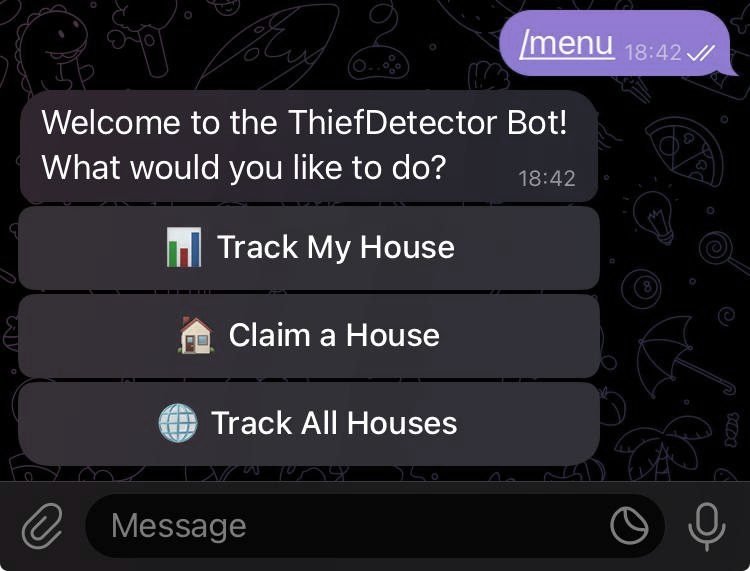 /menu 18:42
Welcome to the ThiefDetector Bot!
What would you like to do? 18:42
📊 Track My House
🏠 Claim a House
🌐 Track All Houses
Message